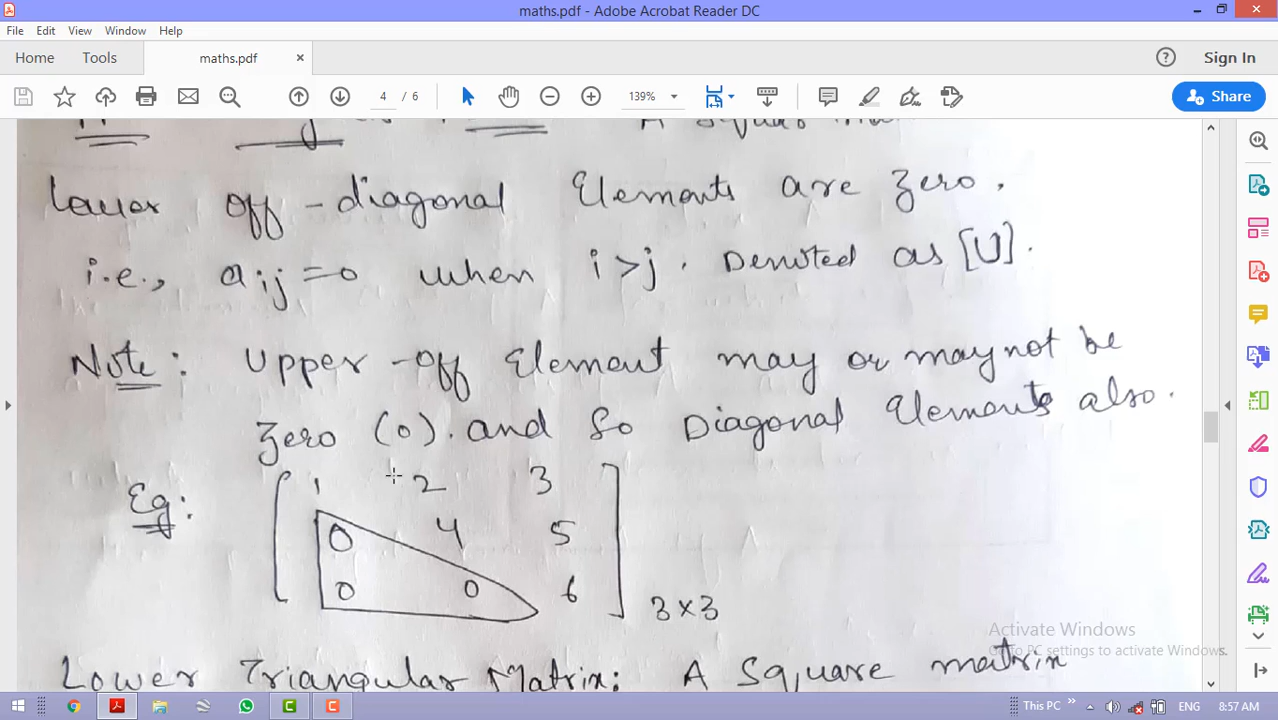 maths.pdf - Adobe Acrobat Reader DC
File Edit View Window Help
Home Tools maths.pdf × ? Sign In
4 / 6 139% Share
A Square
Lower off-diagonal Elements are zero.
i.e., aij=0 when i>j. Denoted as [U].
Note: Upper-off Element may or may not be
zero (0). and so Diagonal Elements also.
Eg: 1 2 3
0 4 5
0 0 6
3×3
Activate Windows
Go to PC settings to activate Windows.
Lower Triangular Matrix: A Square matrix
This PC » ENG 8:57 AM